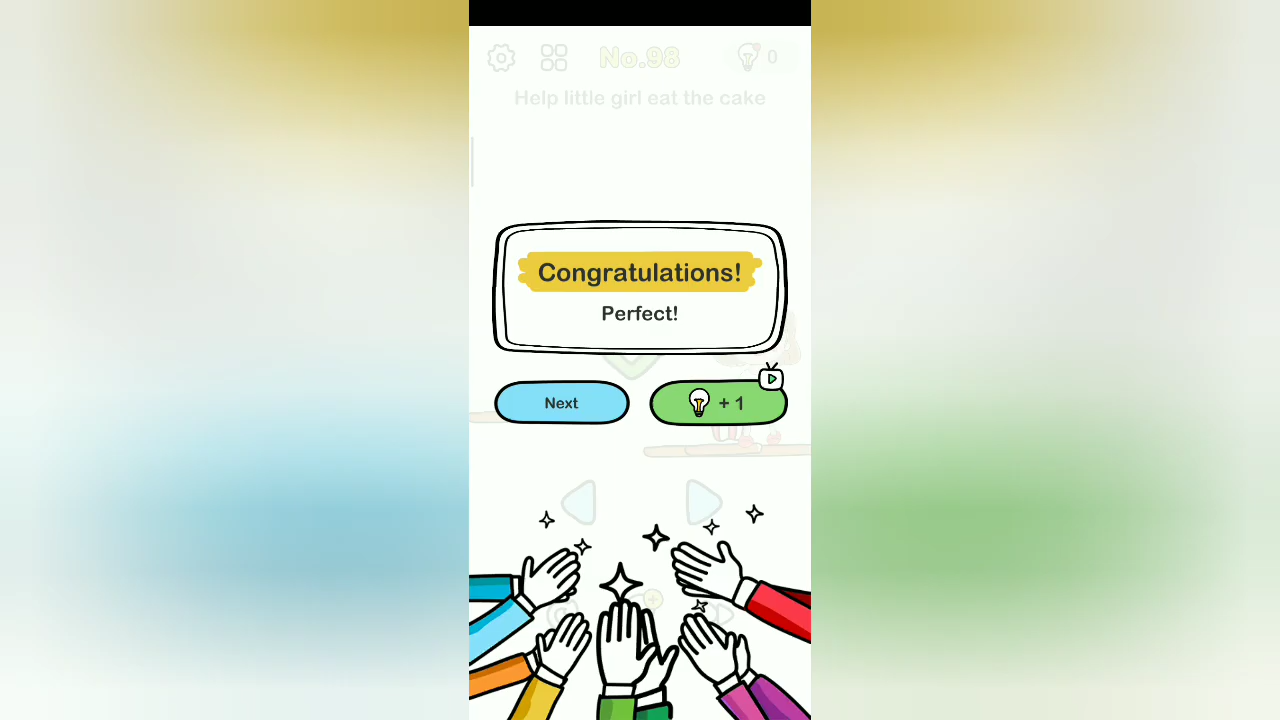 No.98
0
Help little girl eat the cake
Congratulations!
Perfect!
Next
+ 1